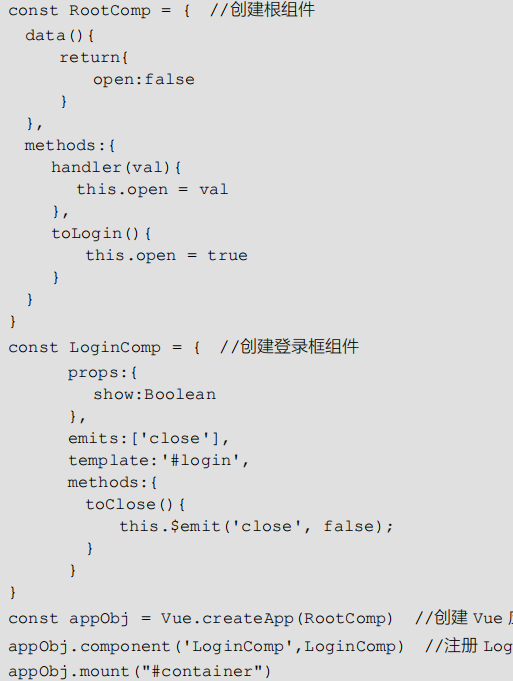 const RootComp = {  //创建根组件
  data(){
      return{
         open:false
      }
  },
  methods:{
     handler(val){
        this.open = val
     },
     toLogin(){
         this.open = true
     }
  }
}
const LoginComp = {  //创建登录框组件
       props:{
          show:Boolean
       },
       emits:['close'],
       template:'#login',
       methods:{
         toClose(){
             this.$emit('close', false);
         }
       }
}
const appObj = Vue.createApp(RootComp)  //创建 Vue
appObj.component('LoginComp',LoginComp)  //注册 Log
appObj.mount("#container")